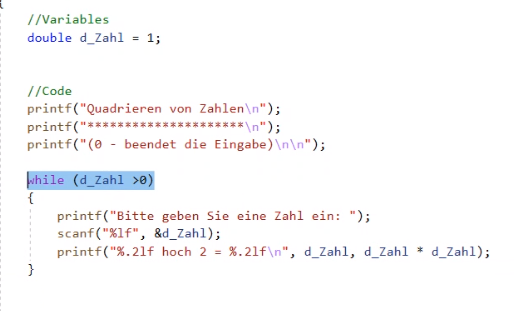 //Variables
double d_Zahl = 1;
//Code
printf("Quadrieren von Zahlen\n");
printf("*********************\n");
printf("(0 - beendet die Eingabe)\n\n");
while (d_Zahl >0)
{
printf("Bitte geben Sie eine Zahl ein: ");
scanf("%lf", &d_Zahl);
printf("%.2lf hoch 2 = %.2lf\n", d_Zahl, d_Zahl * d_Zahl);
}